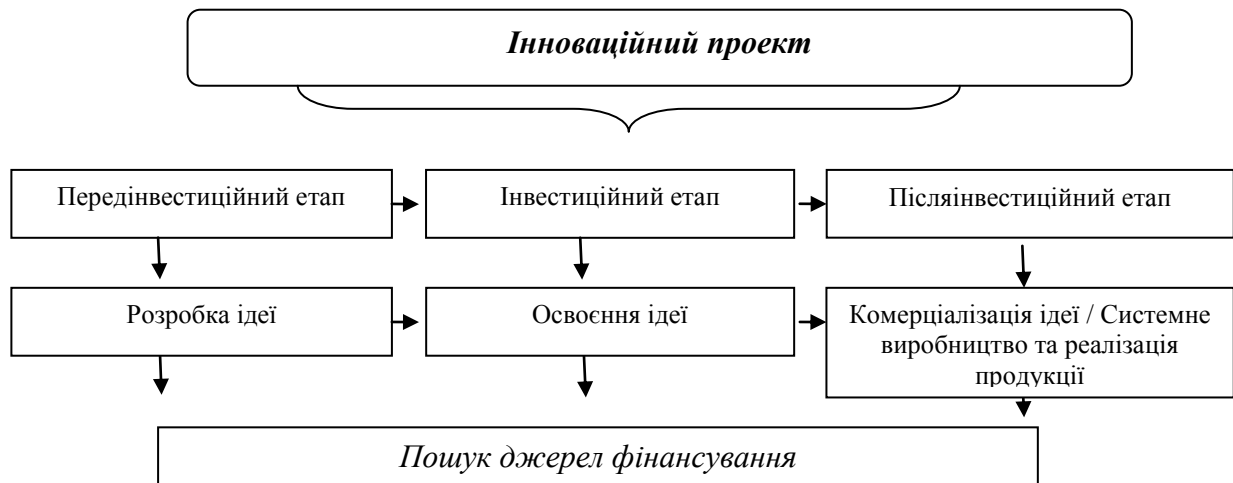 Інноваційний проект
Передінвестиційний етап
Інвестиційний етап
Післяінвестиційний етап
Розробка ідеї
Освоєння ідеї
Комерціалізація ідеї / Системне
виробництво та реалізація
продукції
Пошук джерел фінансування